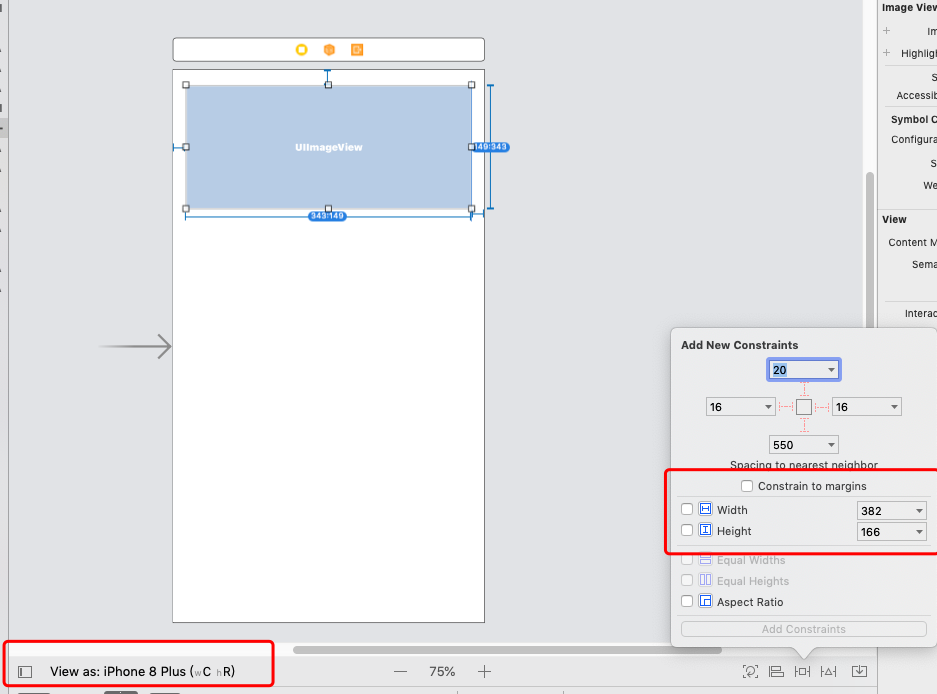 Image View
Highligh
Accessib
Symbol C
Configura
We
View
Content M
Sema
Interac
UIImageView
149:343
343:149
Add New Constraints
20
16 16
550
Spacing to nearest neighbor
Constrain to margins
Width 382
Height 166
Equal Widths
Equal Heights
Aspect Ratio
Add Constraints
View as: iPhone 8 Plus (wC hR) 75%